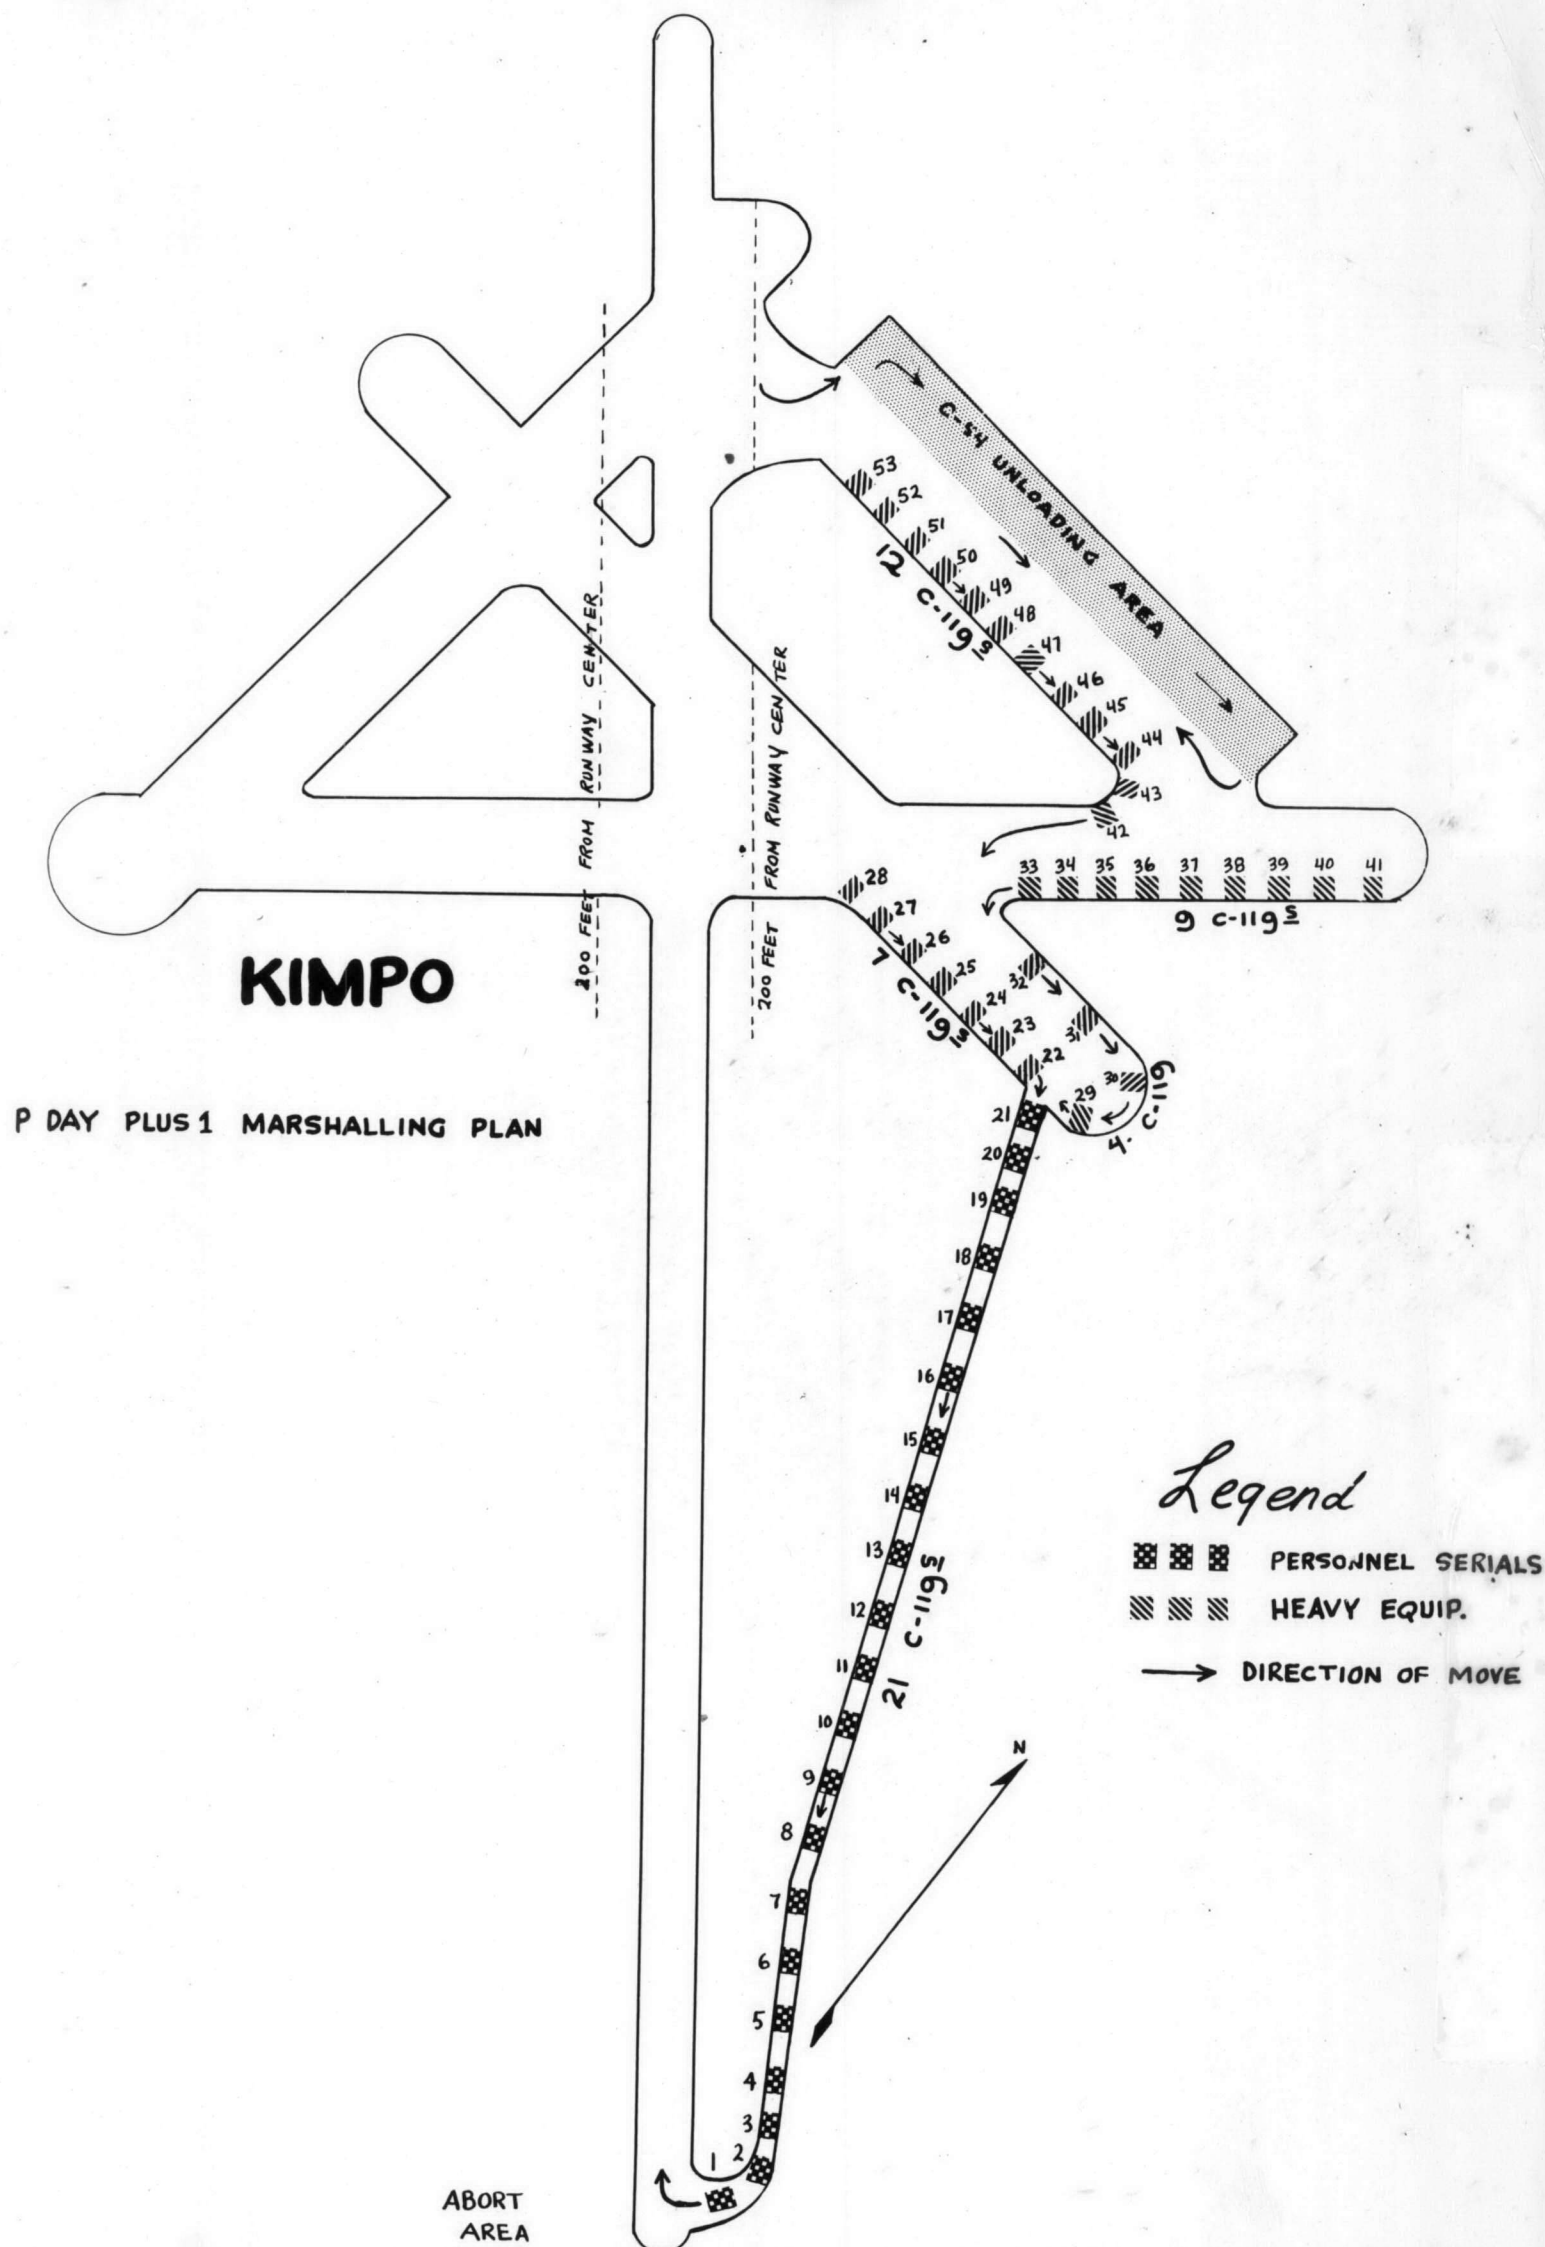 53
52
51
50
49
48
47
46
45
44
43
42
12 C-119s
C-54 UNLOADING AREA
200 FEET FROM RUNWAY CENTER
200 FEET FROM RUNWAY CENTER
33 34 35 36 37 38 39 40 41
9 C-119s
28
27
26
25
24
23
22
7 C-119s
32
31
30
29
4. C-119
KIMPO
P DAY PLUS 1 MARSHALLING PLAN
21
20
19
18
17
16
15
14
13
12
11
10
9
8
7
6
5
4
3
2
1
21 C-119s
Legend
PERSONNEL SERIALS
HEAVY EQUIP.
DIRECTION OF MOVE
N
ABORT
AREA